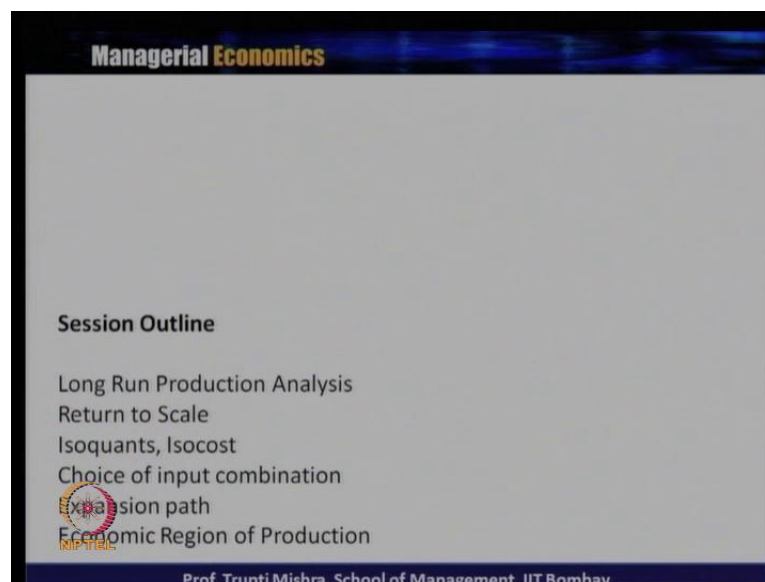 Managerial Economics
Session Outline
Long Run Production Analysis
Return to Scale
Isoquants, Isocost
Choice of input combination
Expansion path
Economic Region of Production
NPTEL
Prof. Trupti Mishra, School of Management, IIT Bombay